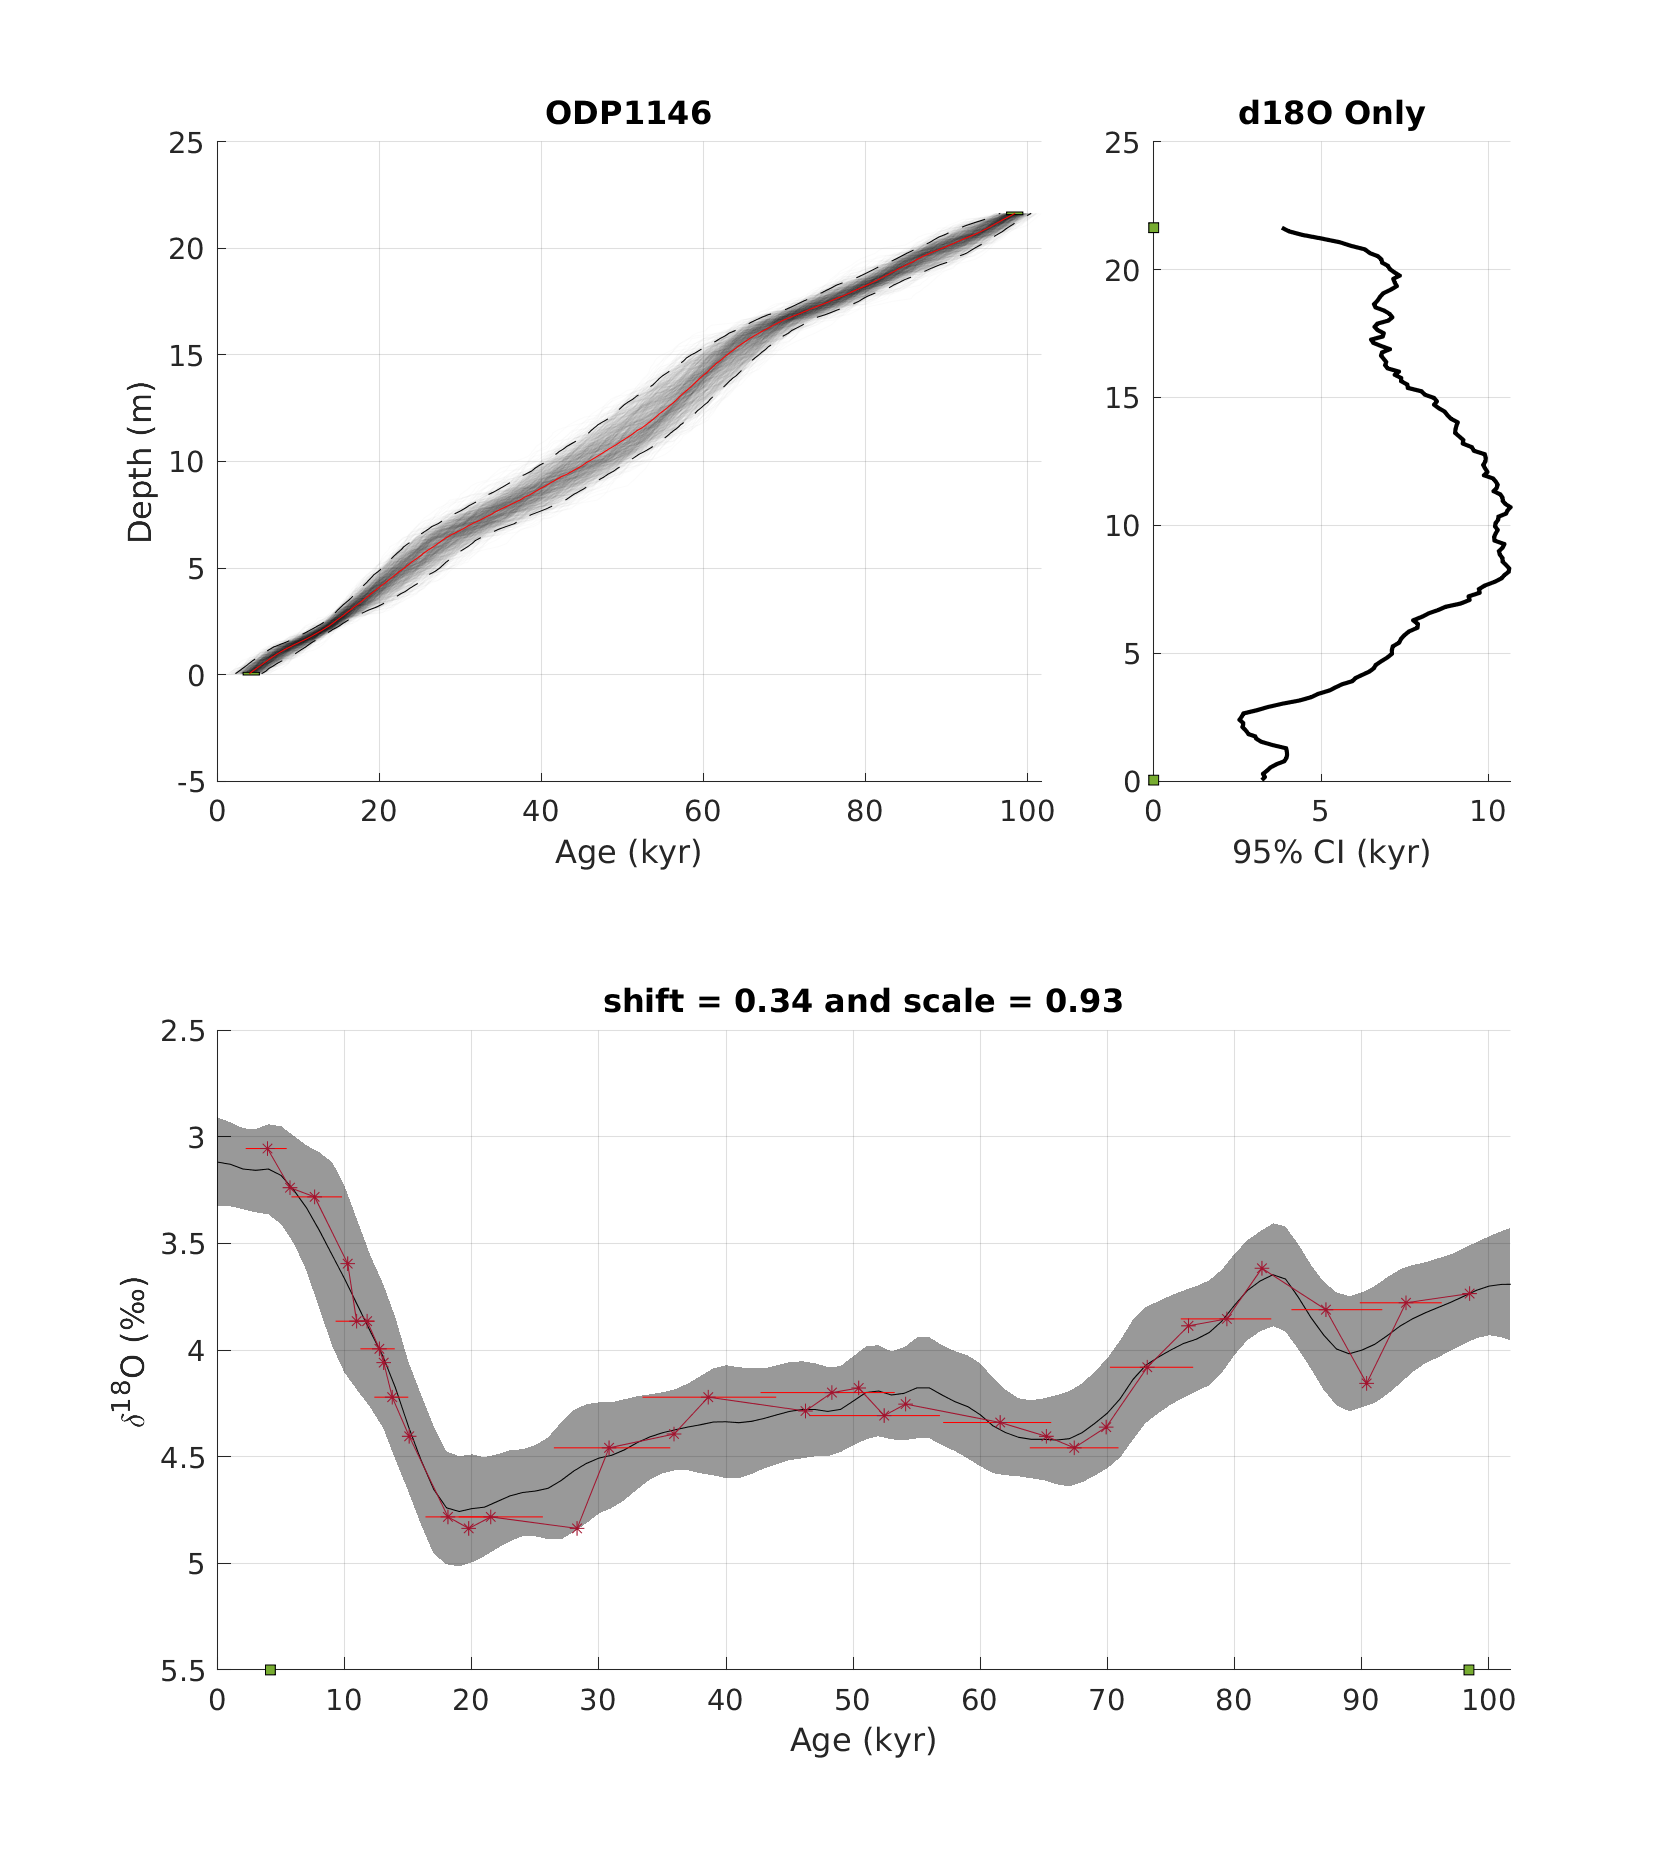 ODP1146
25
20
15
10
5
0
-5
0 20 40 60 80 100
Depth (m)
Age (kyr)
d18O Only
25
20
15
10
5
0
0 5 10
95% CI (kyr)
shift = 0.34 and scale = 0.93
2.5
3
3.5
4
4.5
5
5.5
0 10 20 30 40 50 60 70 80 90 100
δ18O (‰)
Age (kyr)